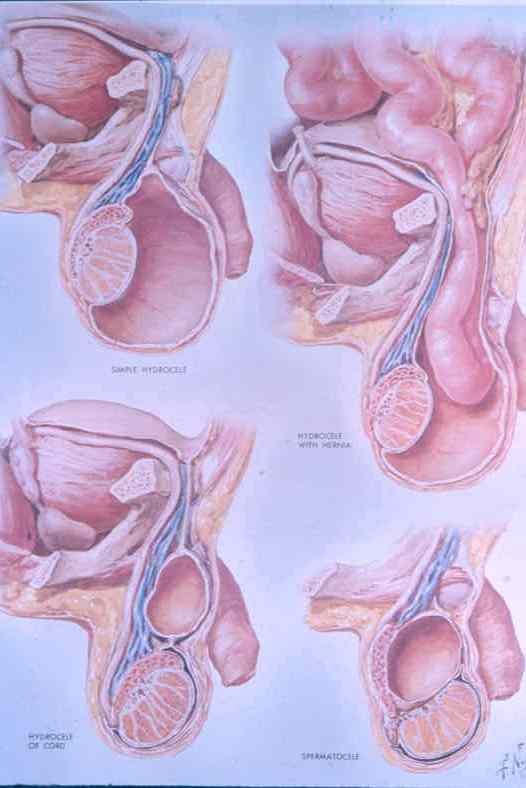 SIMPLE HYDROCELE
HYDROCELE
WITH HERNIA
HYDROCELE
OF CORD
SPERMATOCELE